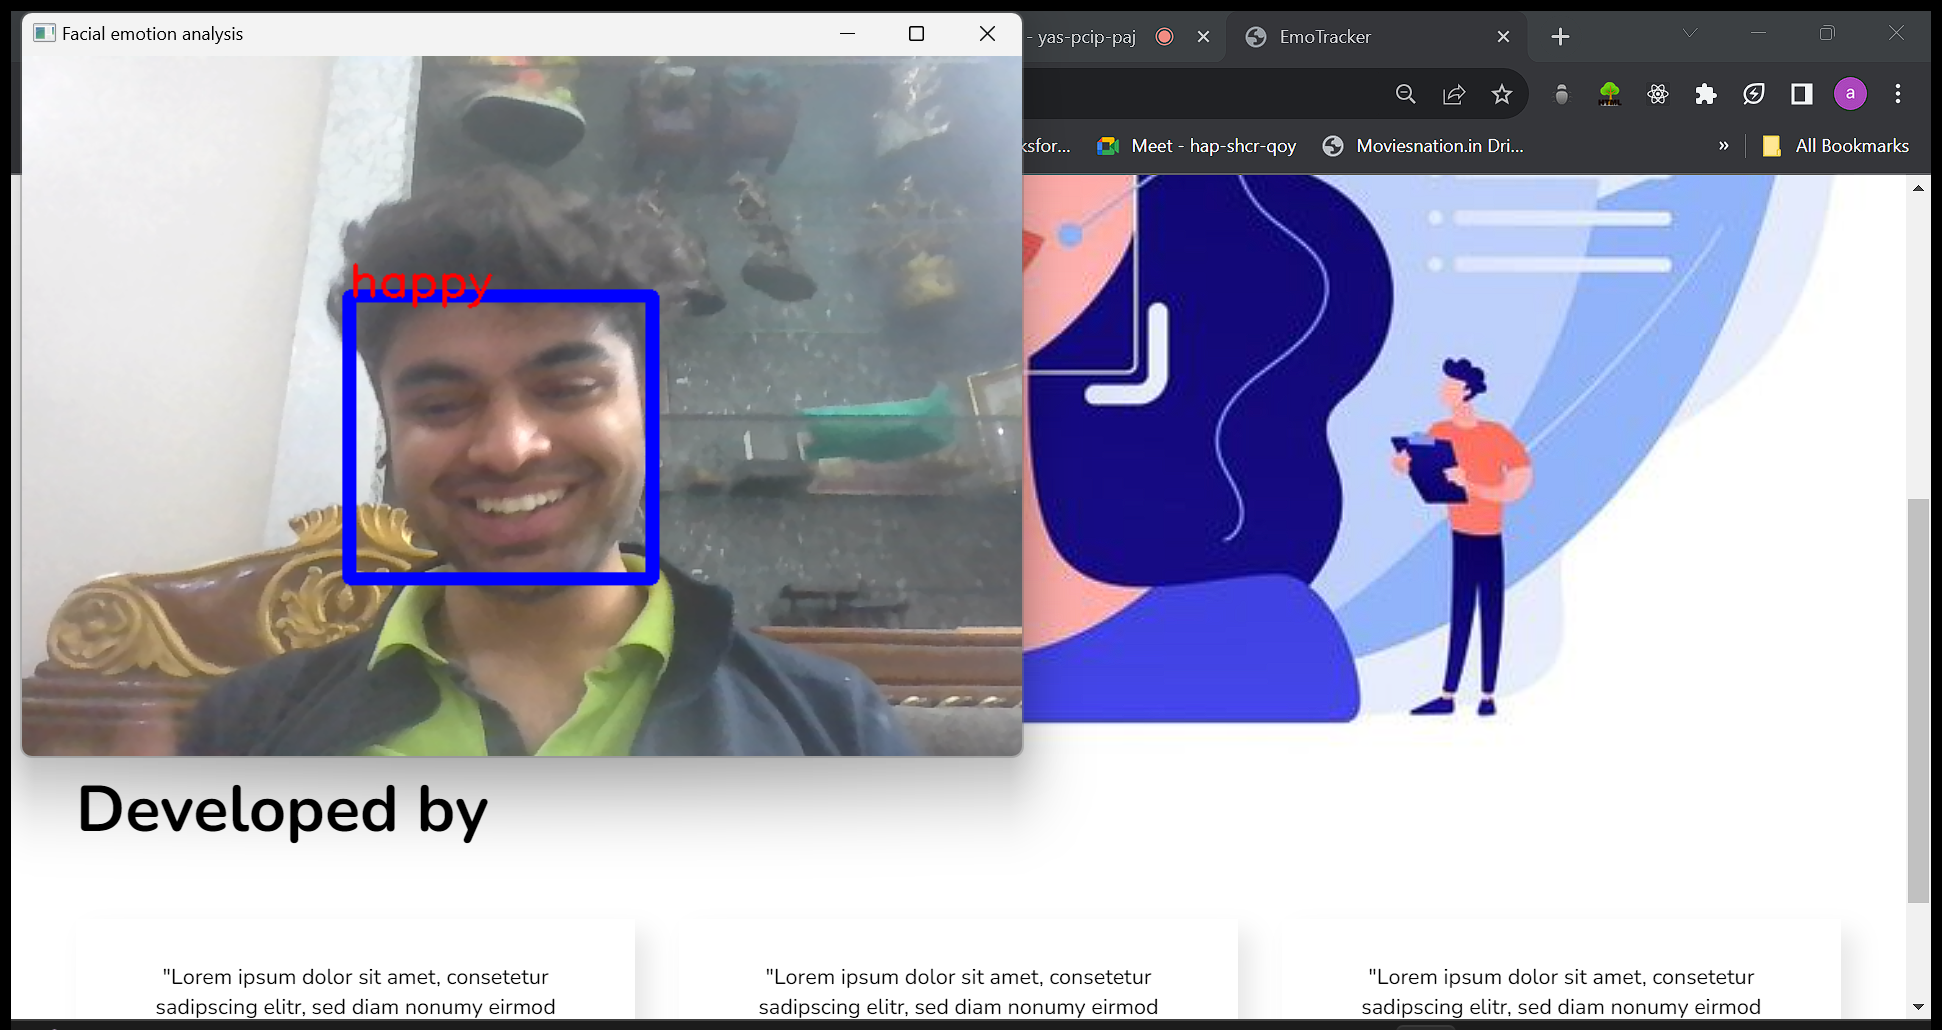 Facial emotion analysis
- yas-pcip-paj
EmoTracker
a
ksfor...
Meet - hap-shcr-qoy
Moviesnation.in Dri...
»
All Bookmarks
happy
Developed by
"Lorem ipsum dolor sit amet, consetetur
sadipscing elitr, sed diam nonumy eirmod
"Lorem ipsum dolor sit amet, consetetur
sadipscing elitr, sed diam nonumy eirmod
"Lorem ipsum dolor sit amet, consetetur
sadipscing elitr, sed diam nonumy eirmod